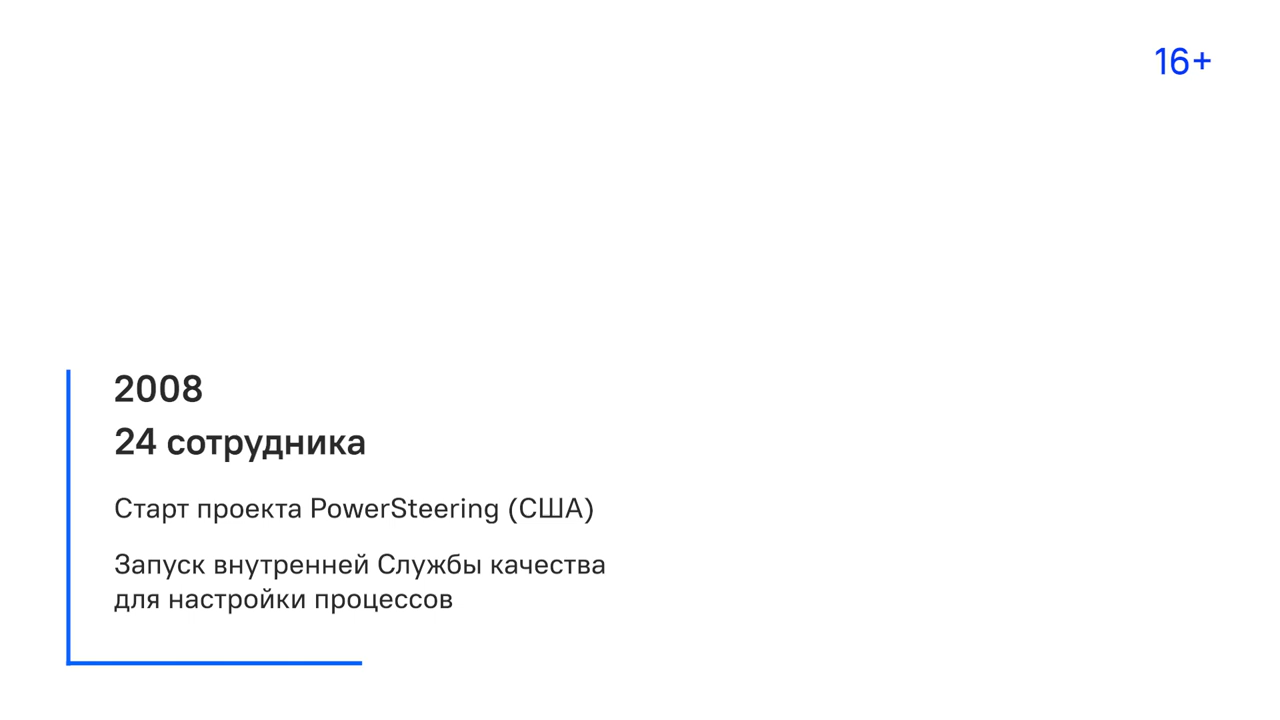 16+
2008
24 сотрудника
Старт проекта PowerSteering (США)
Запуск внутренней Службы качества
для настройки процессов